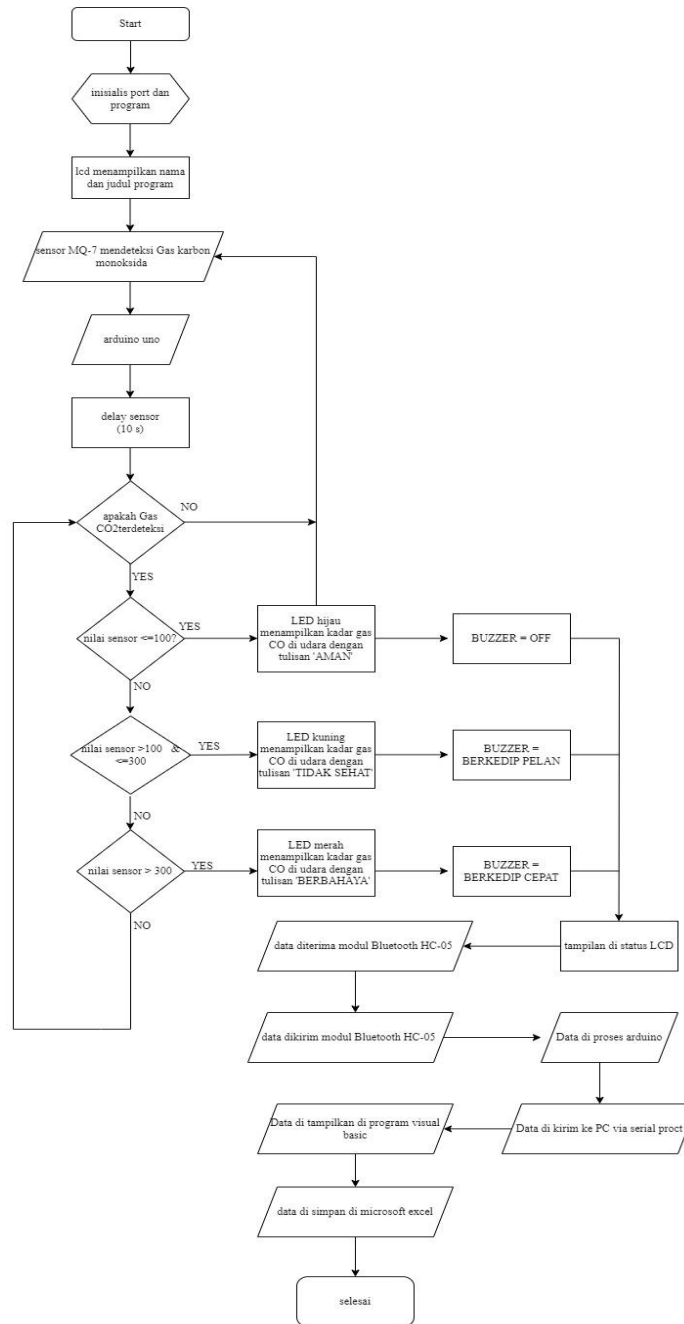 Start
inisialis port dan
program
lcd menampilkan nama
dan judul program
sensor MQ-7 mendeteksi Gas karbon
monoksida
arduino uno
delay sensor
(10 s)
apakah Gas
CO2terdeteksi
NO
YES
nilai sensor <=100?
YES
LED hijau
menampilkan kadar gas
CO di udara dengan
tulisan 'AMAN'
BUZZER = OFF
NO
nilai sensor >100 &
<=300
YES
LED kuning
menampilkan kadar gas
CO di udara dengan
tulisan 'TIDAK SEHAT'
BUZZER =
BERKEDIP PELAN
NO
nilai sensor > 300
YES
LED merah
menampilkan kadar gas
CO di udara dengan
tulisan 'BERBAHAYA'
BUZZER =
BERKEDIP CEPAT
NO
tampilan di status LCD
data diterima modul Bluetooth HC-05
data dikirim modul Bluetooth HC-05
Data di proses arduino
Data di kirim ke PC via serial proct
Data di tampilkan di program visual
basic
data di simpan di microsoft excel
selesai